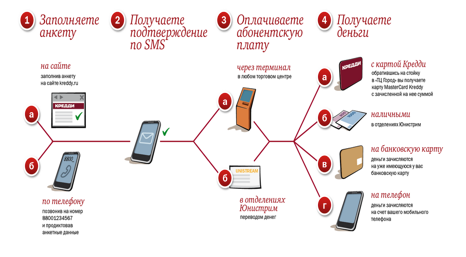 1 Заполняете
анкету
2 Получаете
подтверждение
по SMS
3 Оплачиваете
абонентскую
плату
4 Получаете
деньги
на сайте
заполнив анкету
на сайте kreddy.ru
а
КРЕДДИ
б
по телефону
позвонив на номер
88001234567
и продиктовав
анкетные данные
через терминал
в любом торговом центре
а
б
в отделениях
Юнистрим
переводом денег
а
КРЕДДИ
с картой Кредди
обратившись на стойку
в «ТЦ Город» вы получаете
карту MasterCard Kreddy
с зачисленной на нее суммой
б
наличными
в отделениях Юнистрим
в
на банковскую карту
деньги зачисляются
на уже имеющуюся у вас
банковскую карту
г
на телефон
деньги зачисляются
на счет вашего мобильного
телефона